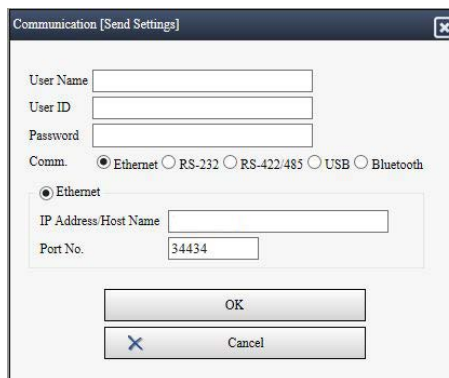 Communication [Send Settings]
User Name
User ID
Password
Comm. Ethernet RS-232 RS-422/485 USB Bluetooth
Ethernet
IP Address/Host Name
Port No. 34434
OK
Cancel